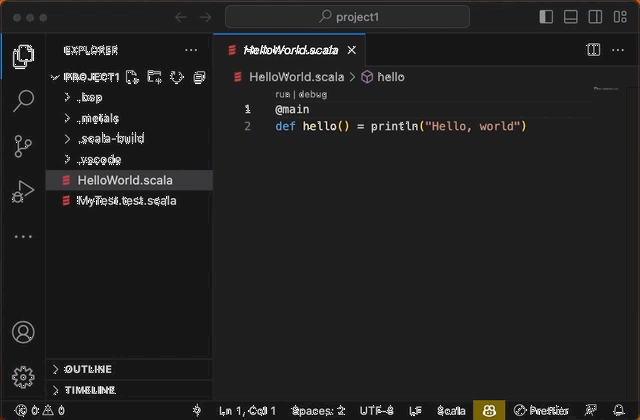 project1
EXPLORER
HelloWorld.scala
PROJECT1
HelloWorld.scala > hello
run | debug
.bsp
.metals
.scala-build
.vscode
HelloWorld.scala
MyTest.test.scala
1 @main
2 def hello() = println("Hello, world")
OUTLINE
TIMELINE
0 0 Ln 1, Col 1 Spaces: 2 UTF-8 LF Scala Prettier